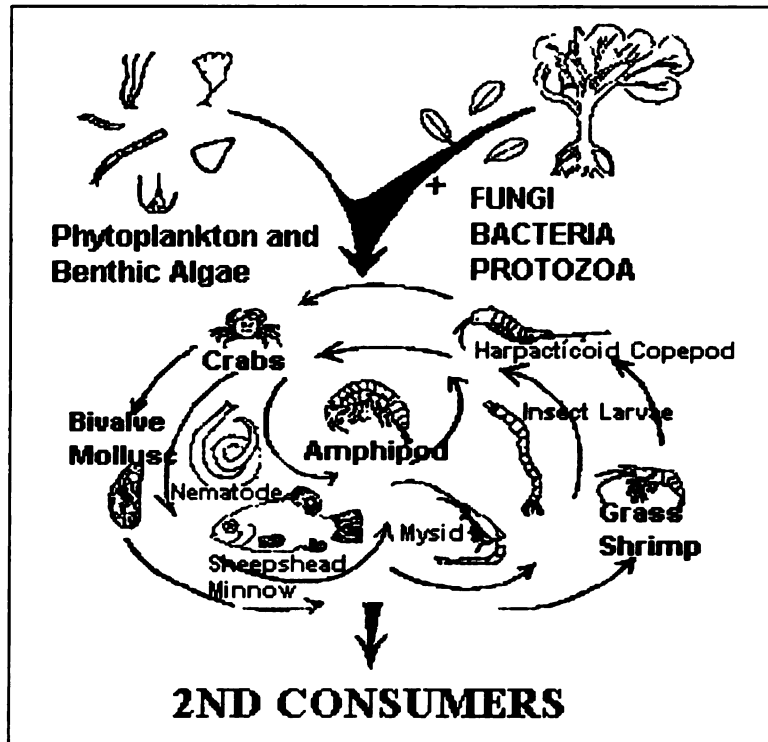 +
FUNGI
BACTERIA
PROTOZOA
Phytoplankton and
Benthic Algae
Crabs
Harpacticoid Copepod
Bivalve
Mollusc
Insect Larvae
Amphipod
Nematode
Mysid
Grass
Shrimp
Sheepshead
Minnow
2ND CONSUMERS